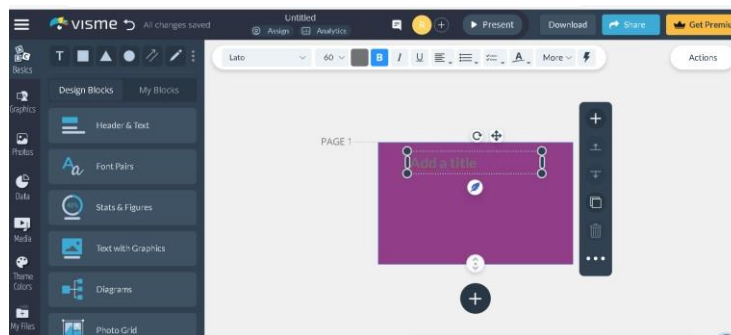 VISME
All changes saved
Untitled
Assign
Analytics
Present
Download
Share
Get Premiu
Basics
T
Design Blocks
My Blocks
Lato
60
B
I
U
A
More
Actions
Graphics
Header & Text
Photos
Aa
Font Pairs
Data
Stats & Figures
Media
Text with Graphics
Theme
Colors
Diagrams
My Files
Photo Grid
PAGE 1
Add a title